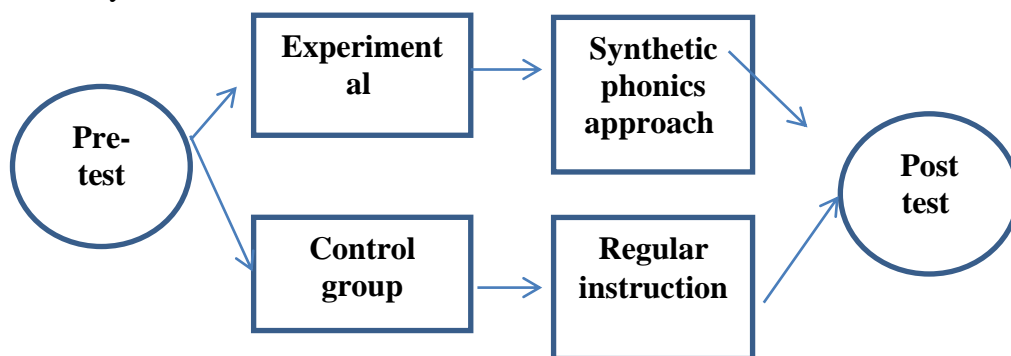 Pre-
test
Experiment
al
Synthetic
phonics
approach
Control
group
Regular
instruction
Post
test